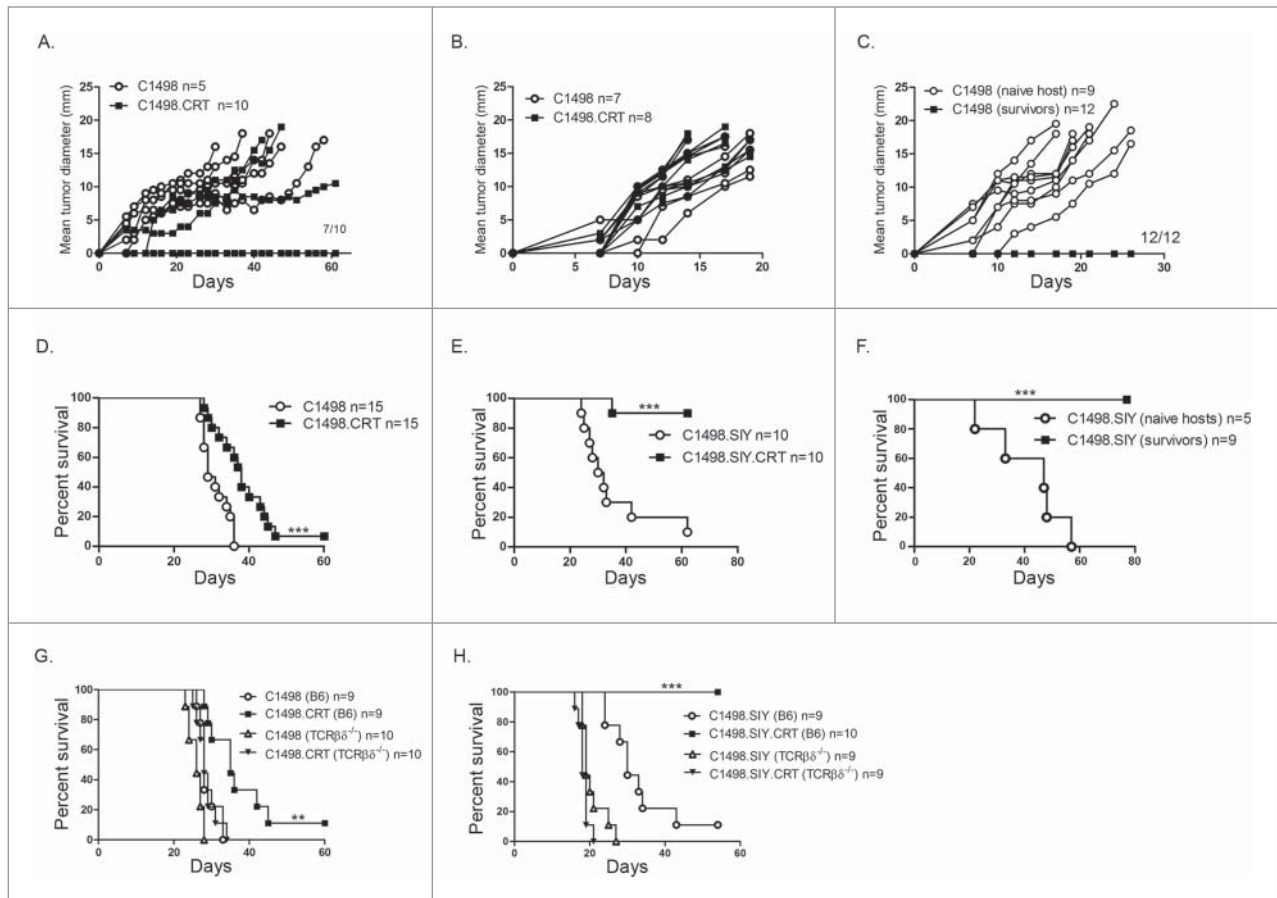 A.
C1498 n=5
C1498.CRT n=10
Mean tumor diameter (mm)
25
20
15
10
5
0
7/10
0 20 40 60
Days
B.
C1498 n=7
C1498.CRT n=8
Mean tumor diameter (mm)
25
20
15
10
5
0
0 5 10 15 20
Days
C.
C1498 (naive host) n=9
C1498 (survivors) n=12
Mean tumor diameter (mm)
25
20
15
10
5
0
12/12
0 10 20 30
Days
D.
C1498 n=15
C1498.CRT n=15
Percent survival
100
80
60
40
20
0
***
0 20 40 60
Days
E.
***
C1498.SIY n=10
C1498.SIY.CRT n=10
Percent survival
100
80
60
40
20
0
0 20 40 60 80
Days
F.
***
C1498.SIY (naive hosts) n=5
C1498.SIY (survivors) n=9
Percent survival
100
80
60
40
20
0
0 20 40 60 80
Days
G.
C1498 (B6) n=9
C1498.CRT (B6) n=9
C1498 (TCRβδ-/-) n=10
C1498.CRT (TCRβδ-/-) n=10
Percent survival
100
80
60
40
20
0
**
0 20 40 60
Days
H.
***
C1498.SIY (B6) n=9
C1498.SIY.CRT (B6) n=10
C1498.SIY (TCRβδ-/-) n=9
C1498.SIY.CRT (TCRβδ-/-) n=9
Percent survival
100
80
60
40
20
0
0 20 40 60
Days